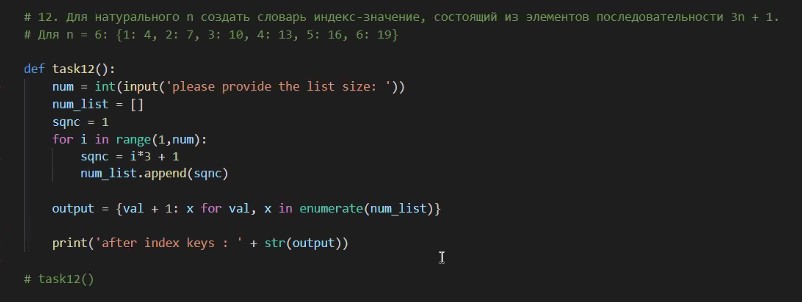 # 12. Для натурального n создать словарь индекс-значение, состоящий из элементов последовательности 3n + 1.
# Для n = 6: {1: 4, 2: 7, 3: 10, 4: 13, 5: 16, 6: 19}
def task12():
    num = int(input('please provide the list size: '))
    num_list = []
    sqnc = 1
    for i in range(1,num):
        sqnc = i*3 + 1
        num_list.append(sqnc)
    output = {val + 1: x for val, x in enumerate(num_list)}
    print('after index keys : ' + str(output))
# task12()